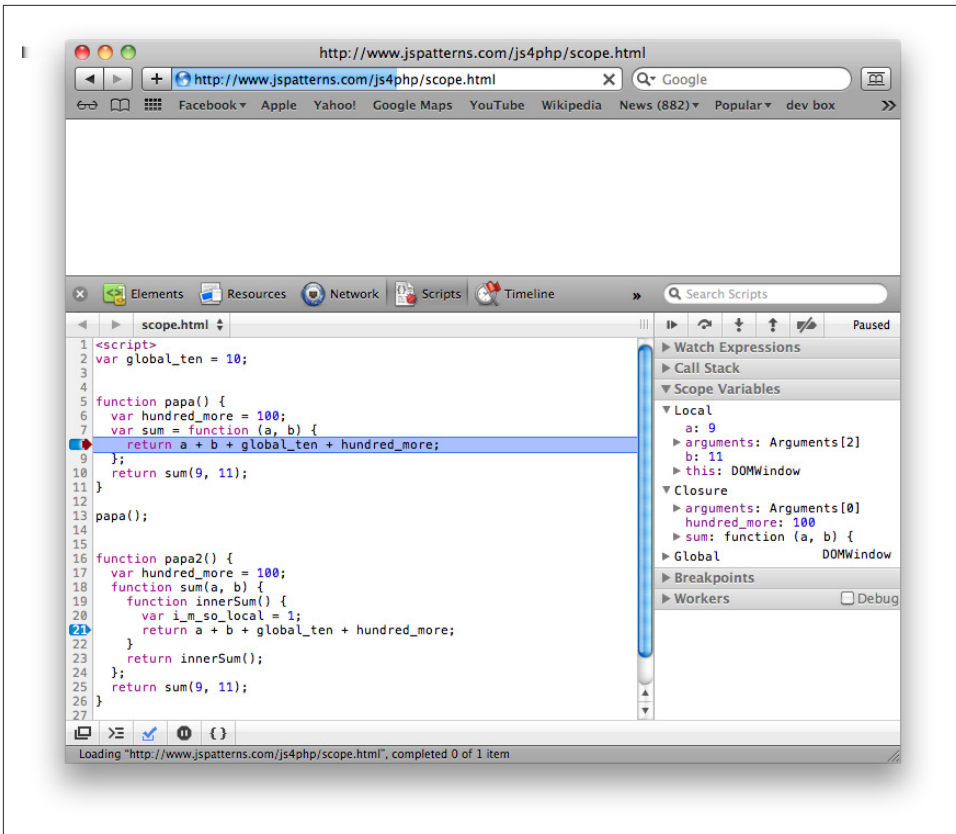 http://www.jspatterns.com/js4php/scope.html
http://www.jspatterns.com/js4php/scope.html Google
Facebook Apple Yahoo! Google Maps YouTube Wikipedia News (882) Popular dev box »
Elements Resources Network Scripts Timeline » Search Scripts
scope.html Paused
1 <script>
2 var global_ten = 10;
3
4
5 function papa() {
6 var hundred_more = 100;
7 var sum = function (a, b) {
return a + b + global_ten + hundred_more;
9 };
10 return sum(9, 11);
11 }
12
13 papa();
14
15
16 function papa2() {
17 var hundred_more = 100;
18 function sum(a, b) {
19 function innerSum() {
20 var i_m_so_local = 1;
21 return a + b + global_ten + hundred_more;
22 }
23 return innerSum();
24 };
25 return sum(9, 11);
26 }
27
Watch Expressions
Call Stack
Scope Variables
Local
a: 9
arguments: Arguments[2]
b: 11
this: DOMWindow
Closure
arguments: Arguments[0]
hundred_more: 100
sum: function (a, b) {
Global DOMWindow
Breakpoints
Workers Debug
Loading "http://www.jspatterns.com/js4php/scope.html", completed 0 of 1 item